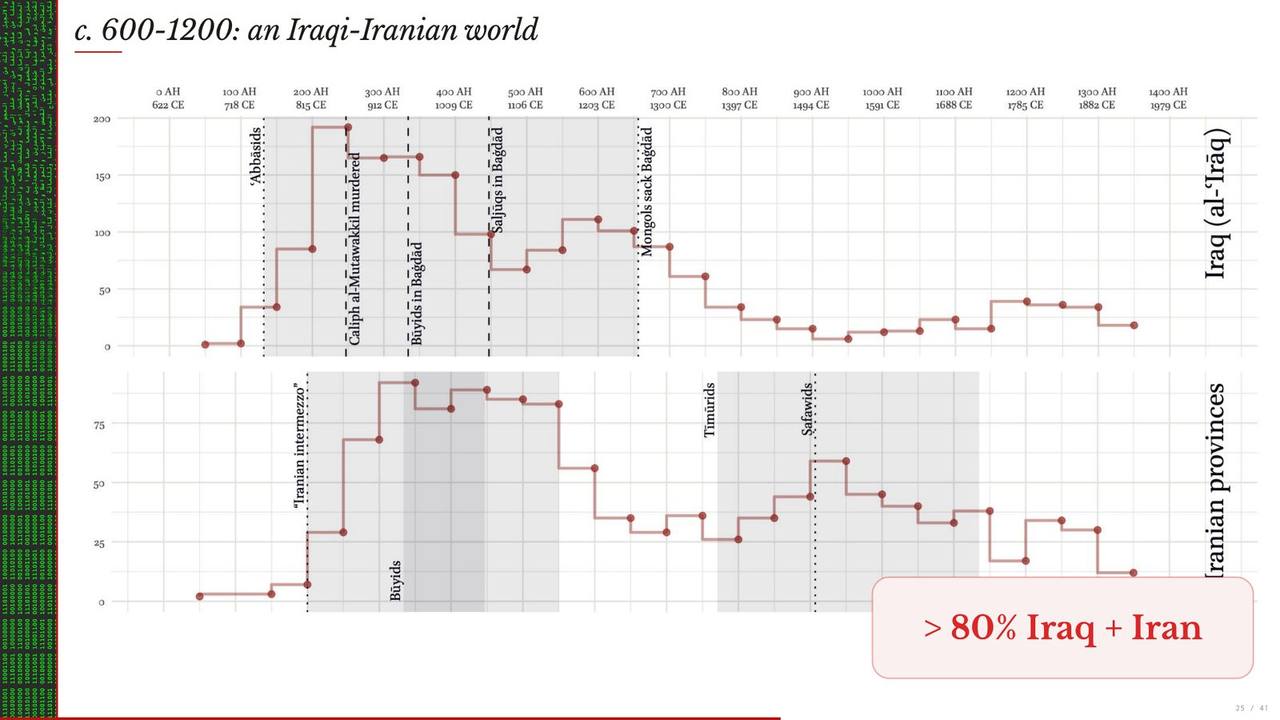 c. 600-1200: an Iraqi-Iranian world
0 AH 100 AH 200 AH 300 AH 400 AH 500 AH 600 AH 700 AH 800 AH 900 AH 1000 AH 1100 AH 1200 AH 1300 AH 1400 AH
622 CE 718 CE 815 CE 912 CE 1009 CE 1106 CE 1203 CE 1300 CE 1397 CE 1494 CE 1591 CE 1688 CE 1785 CE 1882 CE 1979 CE
200
150
100
50
0
ʿAbbāsids
Caliph al-Mutawakkil murdered
Būyids in Baġdād
Saljūqs in Baġdād
Mongols sack Baġdād
Iraq (al-ʿIrāq)
75
50
25
0
"Iranian intermezzo"
Būyids
Tīmūrids
Ṣafawids
Iranian provinces
> 80% Iraq + Iran
25 / 41